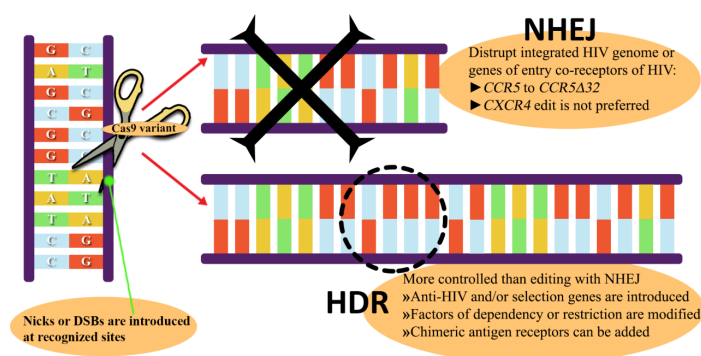 G C
A T
G C
C G
G
G
T A
A T
T A
C G
C G
Cas9 variant
Nicks or DSBs are introduced
at recognized sites
NHEJ
Distrupt integrated HIV genome or
genes of entry co-receptors of HIV:
►CCR5 to CCR5Δ32
►CXCR4 edit is not preferred
HDR
More controlled than editing with NHEJ
»Anti-HIV and/or selection genes are introduced
»Factors of dependency or restriction are modified
»Chimeric antigen receptors can be added